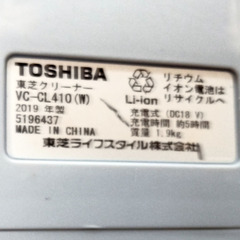 TOSHIBA
東芝クリーナー
VC-CL410(W)
2019 年製
5196437
MADE IN CHINA
Li-ion
リチウム
イオン電池は
リサイクルへ
充電式 (DC18 V)
充電時間 約5時間
質量 1.9kg
東芝ライフスタイル株式会社